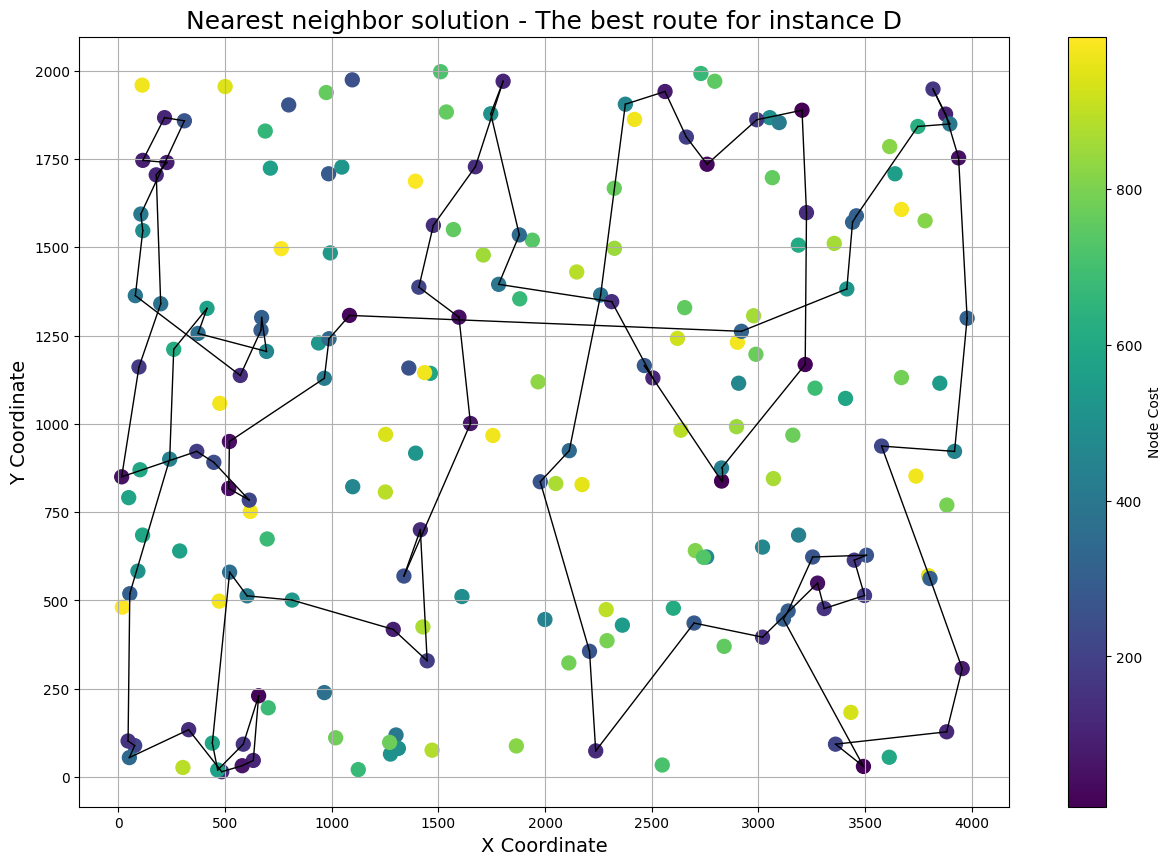 Nearest neighbor solution - The best route for instance D
Y Coordinate
2000
1750
1500
1250
1000
750
500
250
0
0 500 1000 1500 2000 2500 3000 3500 4000
X Coordinate
800
600
400
200
Node Cost